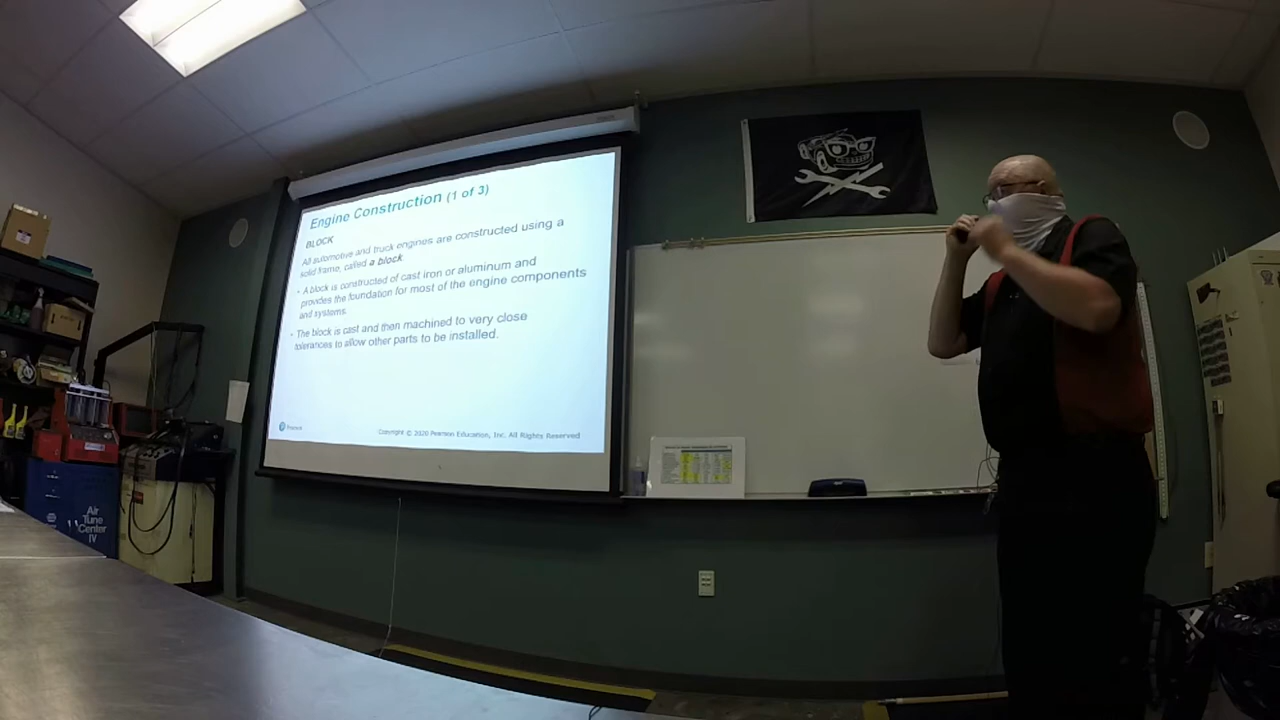 Engine Construction (1 of 3)
BLOCK
All automotive and truck engines are constructed using a
solid frame, called a block
• A block is constructed of cast iron or aluminum and
provides the foundation for most of the engine components
and systems.
• The block is cast and then machined to very close
tolerances to allow other parts to be installed.
Pearson
Copyright © 2020 Pearson Education, Inc. All Rights Reserved
Air
Tune
Center
IV